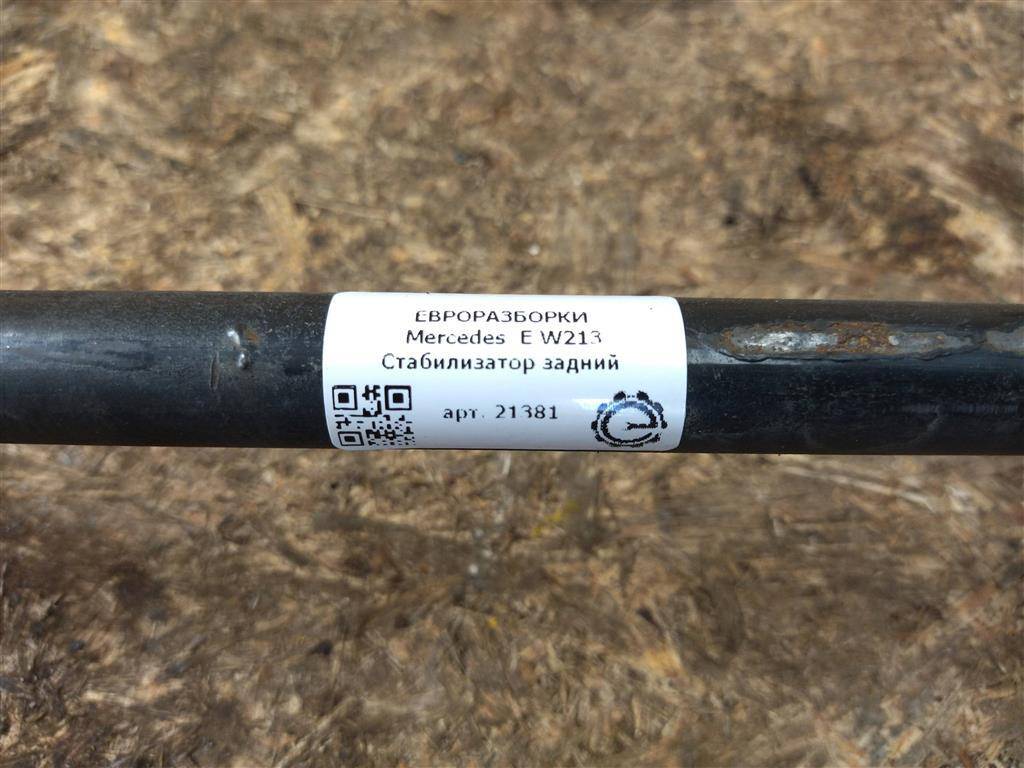 ЕВРОРАЗБОРКИ
Mercedes E W213
Стабилизатор задний
арт. 21381